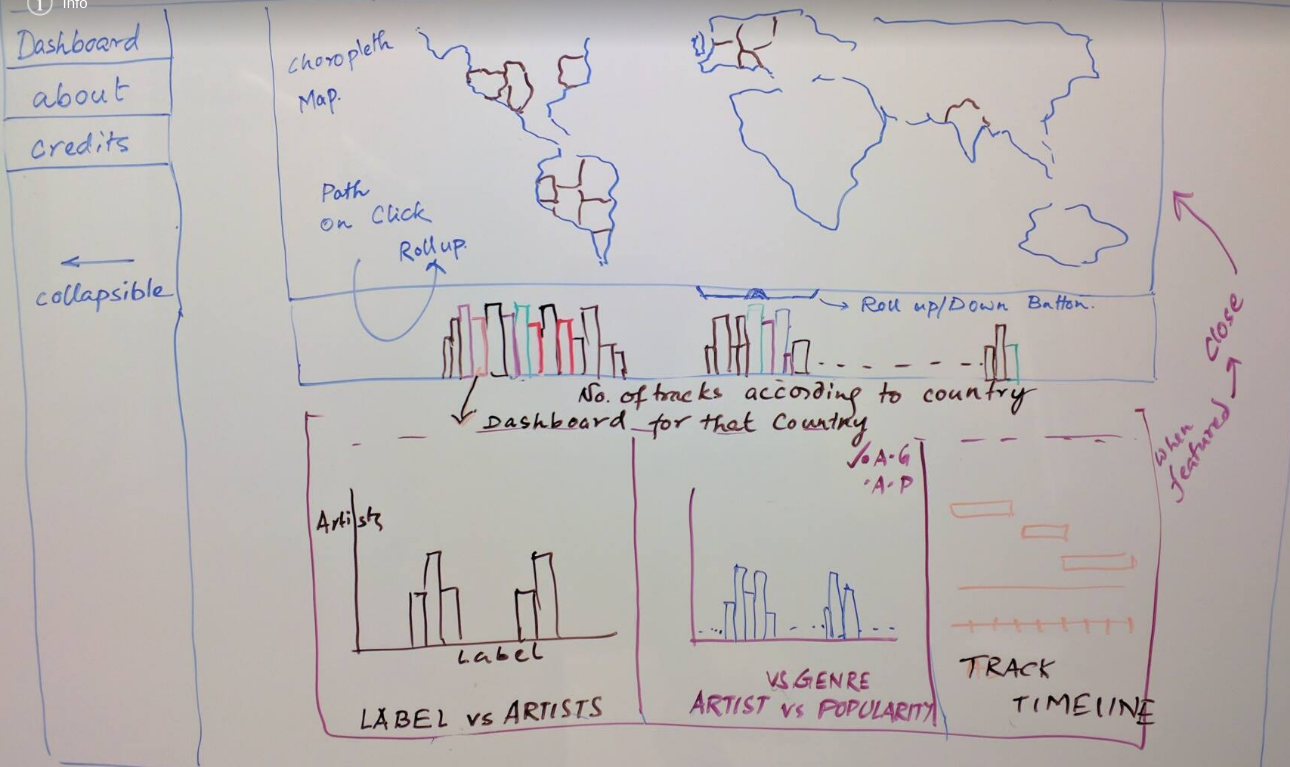 Info
Dashboard
about
credits
collapsible
Choropleth
Map.
Path
on Click
Roll up.
Roll up/Down Button.
No. of tracks according to country
Dashboard for that Country
when
featured
close
• A-G
• A-P
Artists
Label
LABEL vs ARTISTS
VS GENRE
ARTIST vs POPULARITY
TRACK
TIMELINE